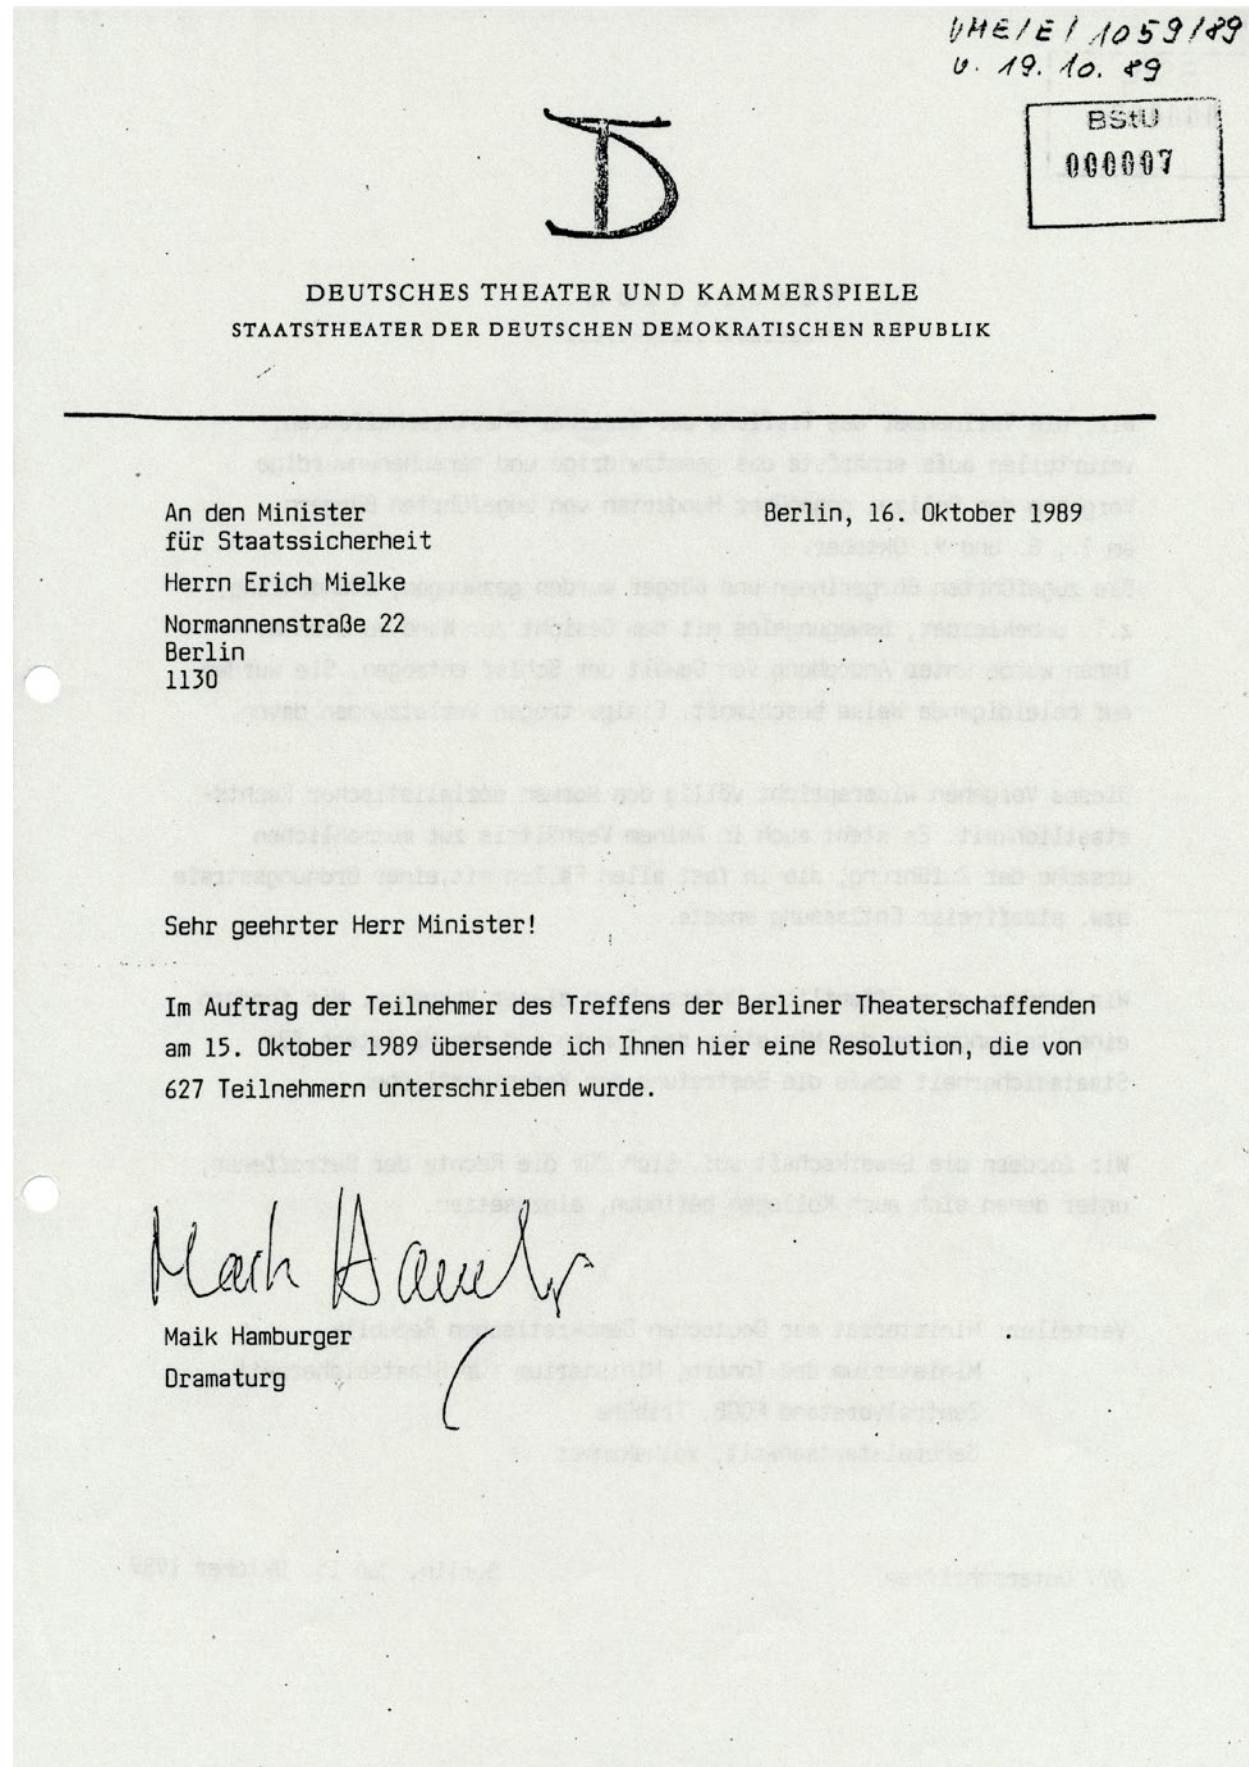 VME/E/ 1059/89
v. 19. 10. 89
BStU
000007
DEUTSCHES THEATER UND KAMMERSPIELE
STAATSTHEATER DER DEUTSCHEN DEMOKRATISCHEN REPUBLIK
An den Minister
für Staatssicherheit
Berlin, 16. Oktober 1989
Herrn Erich Mielke
Normannenstraße 22
Berlin
1130
Sehr geehrter Herr Minister!
Im Auftrag der Teilnehmer des Treffens der Berliner Theaterschaffenden
am 15. Oktober 1989 übersende ich Ihnen hier eine Resolution, die von
627 Teilnehmern unterschrieben wurde.
Maik Hamburger
Maik Hamburger
Dramaturg